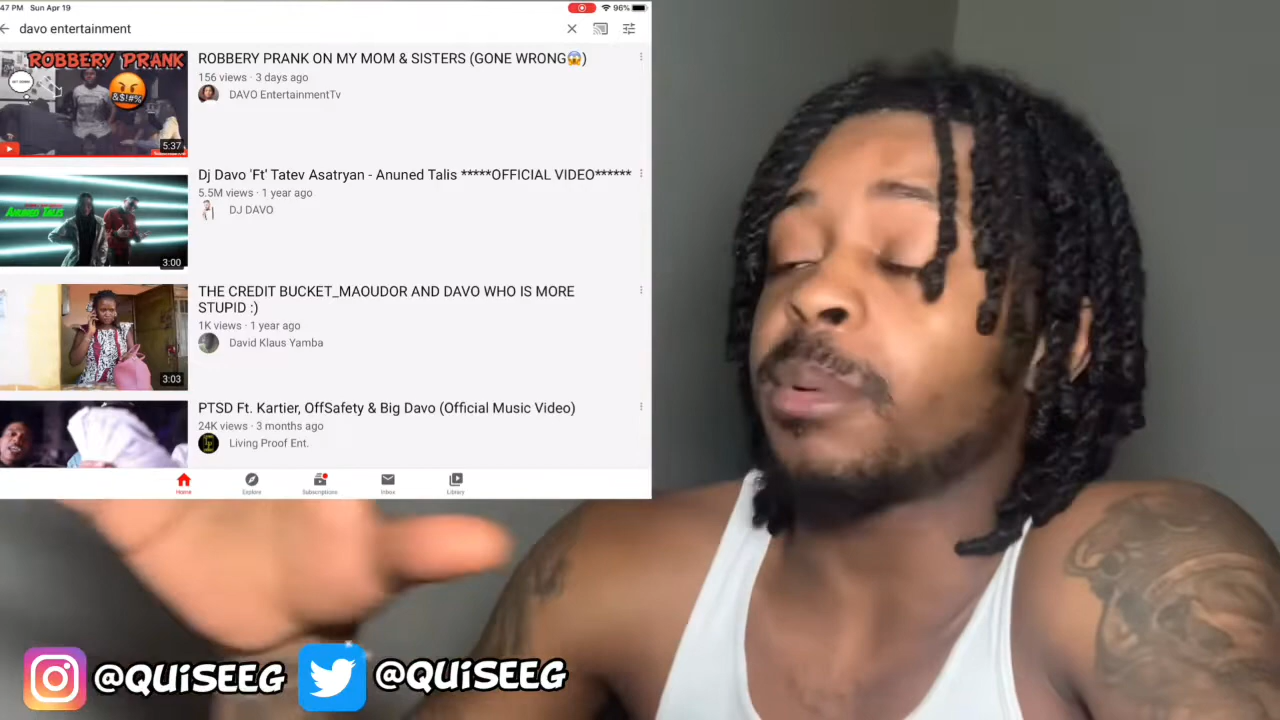 47 PM Sun Apr 19
96%
davo entertainment
ROBBERY PRANK
GET DOWN!
&$!#%
5:37
ROBBERY PRANK ON MY MOM & SISTERS (GONE WRONG😱)
156 views · 3 days ago
DAVO EntertainmentTv
ANUNED TALIS
3:00
Dj Davo 'Ft' Tatev Asatryan - Anuned Talis *****OFFICIAL VIDEO******
5.5M views · 1 year ago
DJ DAVO
3:03
THE CREDIT BUCKET_MAOUDOR AND DAVO WHO IS MORE
STUPID :)
1K views · 1 year ago
David Klaus Yamba
PTSD Ft. Kartier, OffSafety & Big Davo (Official Music Video)
24K views · 3 months ago
Living Proof Ent.
Home Explore Subscriptions Inbox Library
@QUiSEEG @QUiSEEG